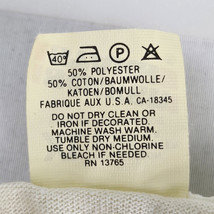 40°
P
50% POLYESTER
50% COTON/BAUMWOLLE/
KATOEN/BOMULL
FABRIQUE AUX U.S.A. CA-18345
DO NOT DRY CLEAN OR
IRON IF DECORATED.
MACHINE WASH WARM.
TUMBLE DRY MEDIUM.
USE ONLY NON-CHLORINE
BLEACH IF NEEDED.
RN 13765